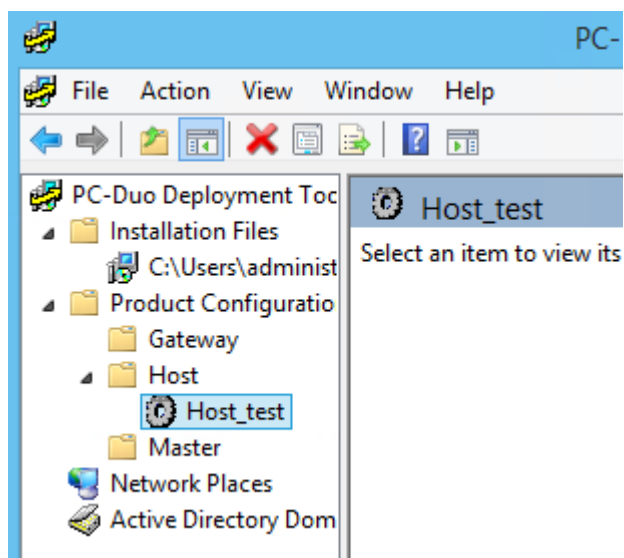 PC-
File Action View Window Help
PC-Duo Deployment Toc
Installation Files
C:\Users\administ
Product Configuratio
Gateway
Host
Host_test
Master
Network Places
Active Directory Dom
Host_test
Select an item to view its